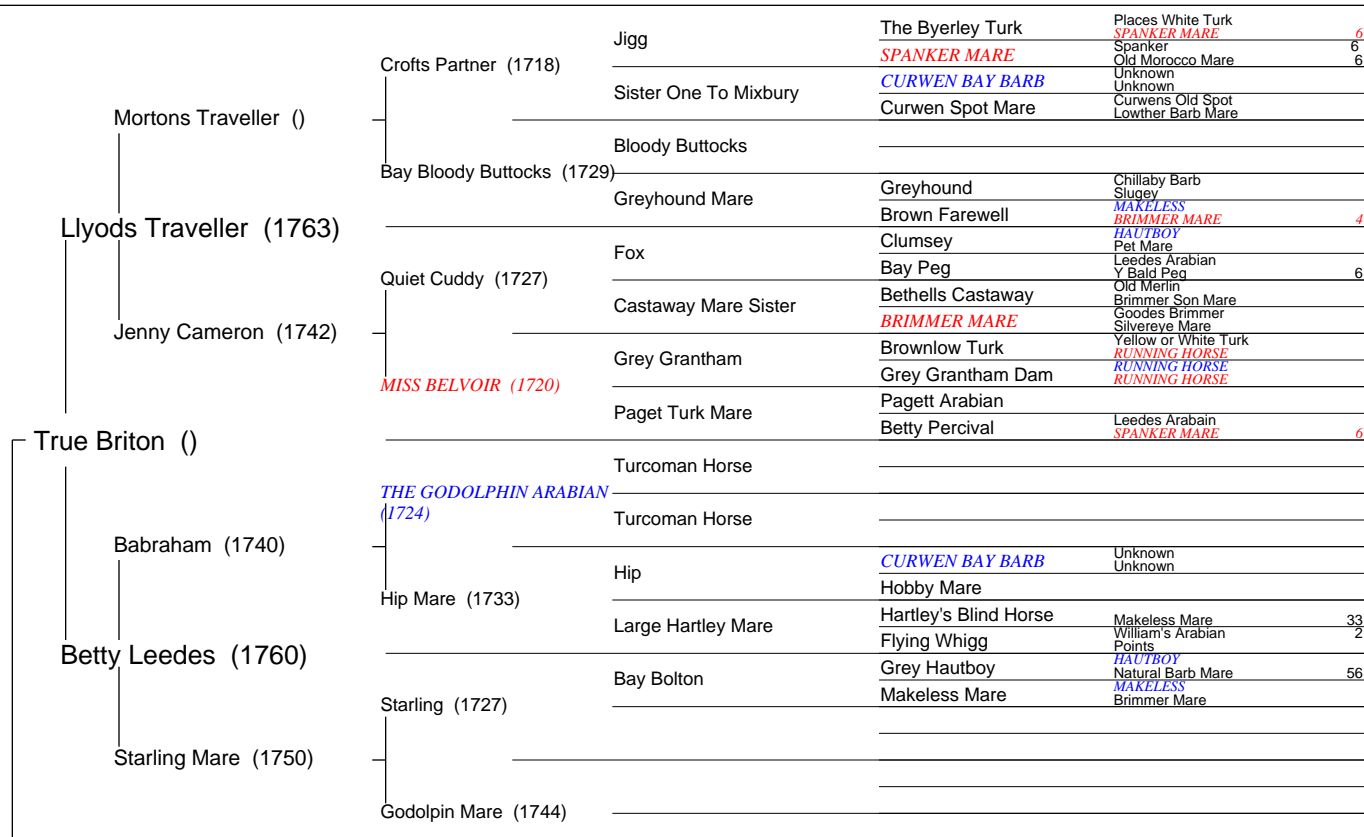 The Byerley Turk
Places White Turk
SPANKER MARE 6
Jigg
SPANKER MARE
Spanker 6
Old Morocco Mare 6
Crofts Partner (1718)
CURWEN BAY BARB
Unknown
Unknown
Sister One To Mixbury
Curwen Spot Mare
Curwens Old Spot
Lowther Barb Mare
Mortons Traveller ()
Bloody Buttocks
Bay Bloody Buttocks (1729)
Greyhound
Chillaby Barb
Slugey
Greyhound Mare
Brown Farewell
MAKELESS
BRIMMER MARE 4
Llyods Traveller (1763)
Clumsey
HAUTBOY
Pet Mare
Fox
Bay Peg
Leedes Arabian
Y Bald Peg 6
Quiet Cuddy (1727)
Bethells Castaway
Old Merlin
Brimmer Son Mare
Castaway Mare Sister
BRIMMER MARE
Goodes Brimmer
Silvereye Mare
Jenny Cameron (1742)
Brownlow Turk
Yellow or White Turk
RUNNING HORSE
Grey Grantham
Grey Grantham Dam
RUNNING HORSE
RUNNING HORSE
MISS BELVOIR (1720)
Pagett Arabian
Paget Turk Mare
Betty Percival
Leedes Arabain
SPANKER MARE 6
True Briton ()
Turcoman Horse
THE GODOLPHIN ARABIAN
(1724)
Turcoman Horse
Babraham (1740)
CURWEN BAY BARB
Unknown
Unknown
Hip
Hobby Mare
Hip Mare (1733)
Hartley's Blind Horse
Makeless Mare 33
Large Hartley Mare
Flying Whigg
William's Arabian 2
Points
Betty Leedes (1760)
Grey Hautboy
HAUTBOY
Natural Barb Mare 56
Bay Bolton
Makeless Mare
MAKELESS
Brimmer Mare
Starling (1727)
Starling Mare (1750)
Godolpin Mare (1744)